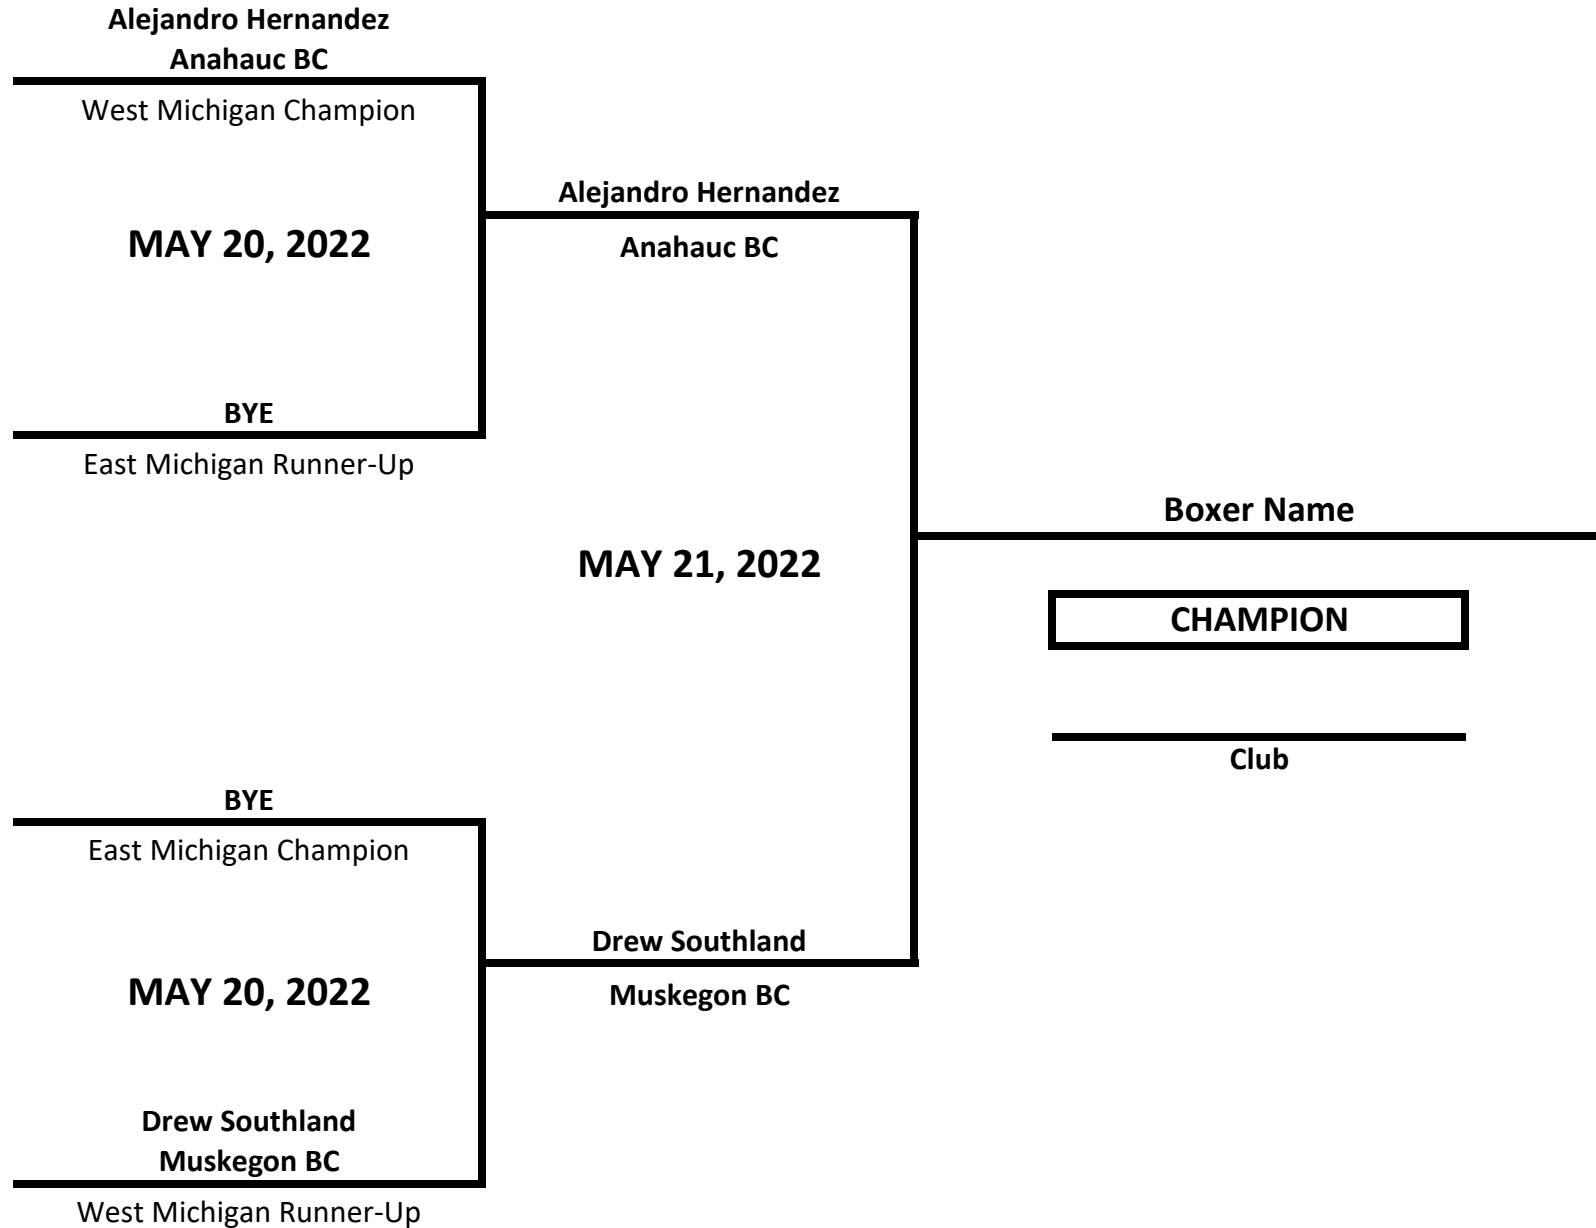 Alejandro Hernandez
Anahauc BC
West Michigan Champion
MAY 20, 2022
BYE
East Michigan Runner-Up
Alejandro Hernandez
Anahauc BC
MAY 21, 2022
Boxer Name
CHAMPION
Club
BYE
East Michigan Champion
MAY 20, 2022
Drew Southland
Muskegon BC
West Michigan Runner-Up
Drew Southland
Muskegon BC